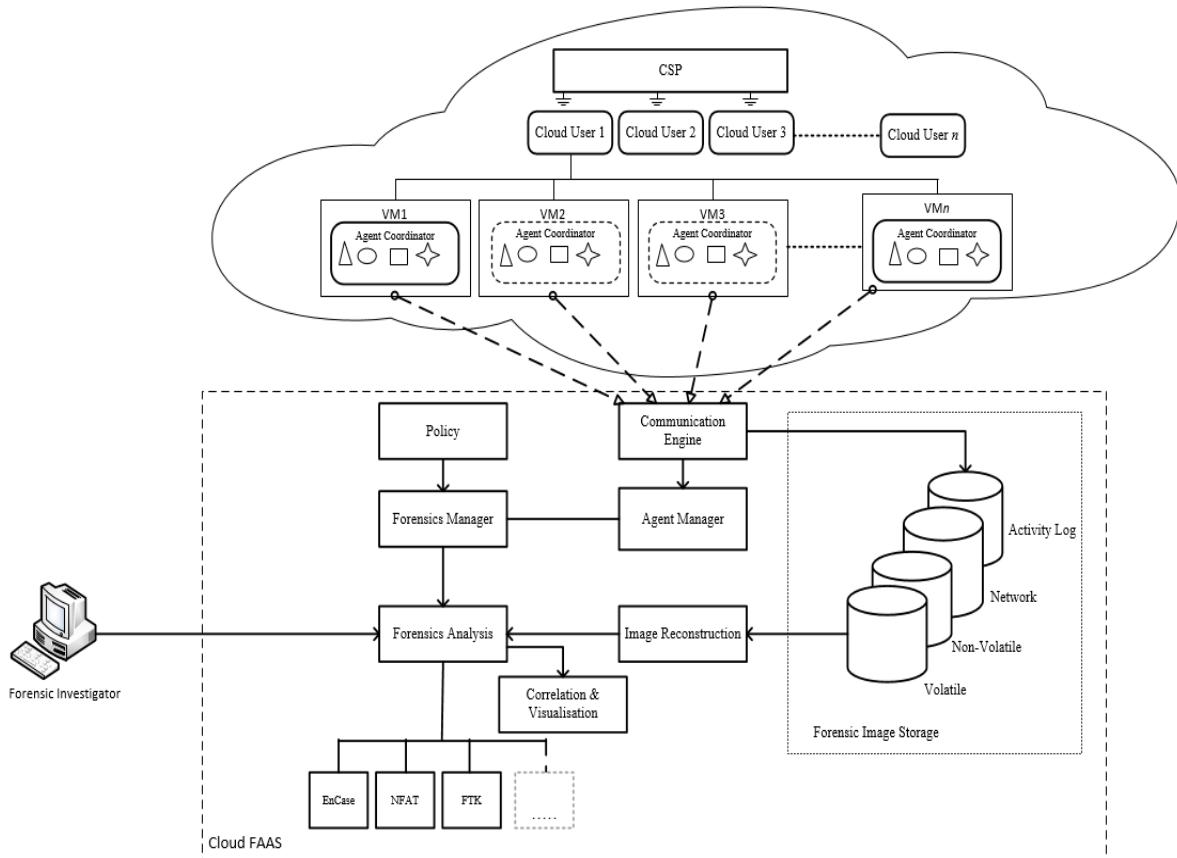 CSP
Cloud User 1
Cloud User 2
Cloud User 3
Cloud User n
VM1
VM2
VM3
VMn
Agent Coordinator
Agent Coordinator
Agent Coordinator
Agent Coordinator
Policy
Communication
Engine
Forensics Manager
Agent Manager
Activity Log
Network
Forensics Analysis
Image Reconstruction
Non-Volatile
Volatile
Forensic Investigator
Correlation &
Visualisation
Forensic Image Storage
EnCase
NFAT
FTK
.....
Cloud FAAS